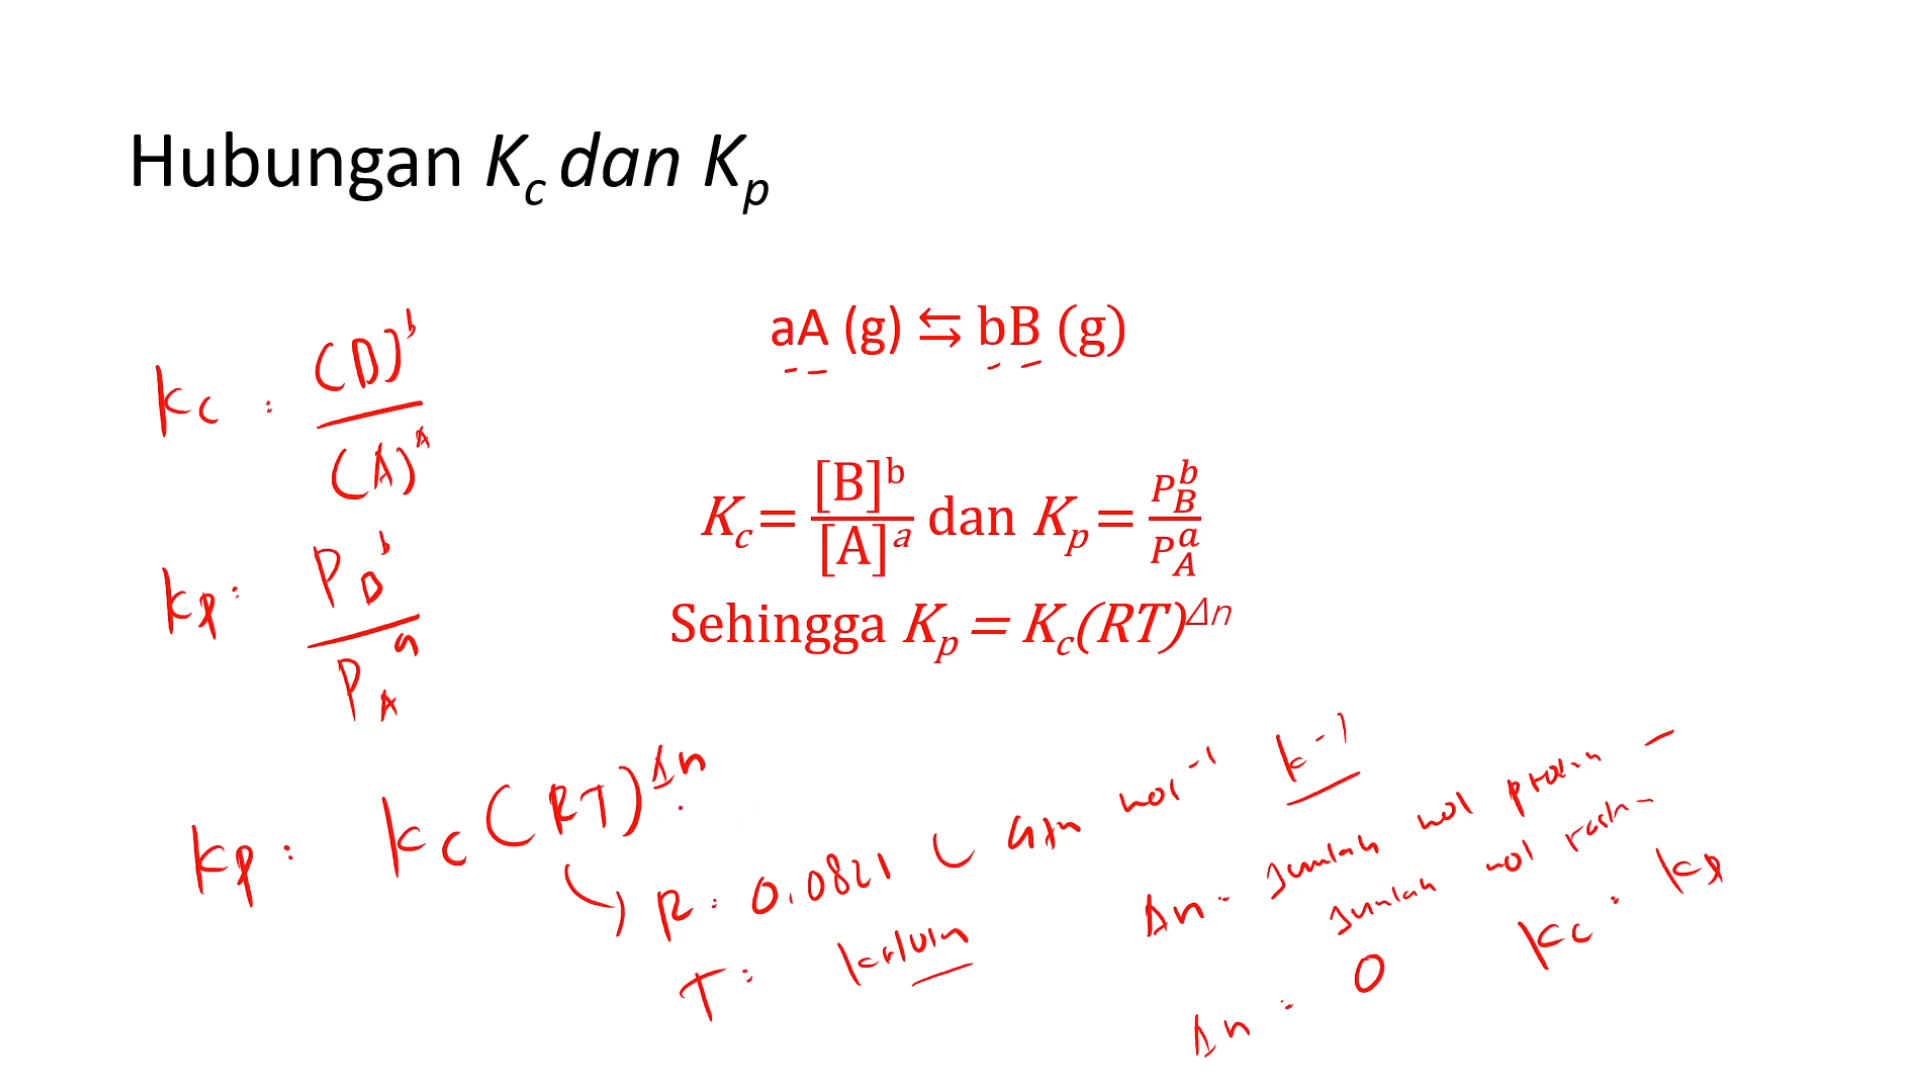 Hubungan Kc dan Kp
aA (g) ⇆ bB (g)
Kc = [B]^b / [A]^a dan Kp = P_B^b / P_A^a
Sehingga Kp = Kc(RT)^Δn
Kc : (B)^b / (A)^a
Kp : P_B^b / P_A^a
Kp : Kc (RT)^Δn
R : 0.0821 L atm mol^-1 K^-1
T : kelvin
Δn : Jumlah mol produk -
Jumlah mol reaktan
Δn : 0 Kc : Kp